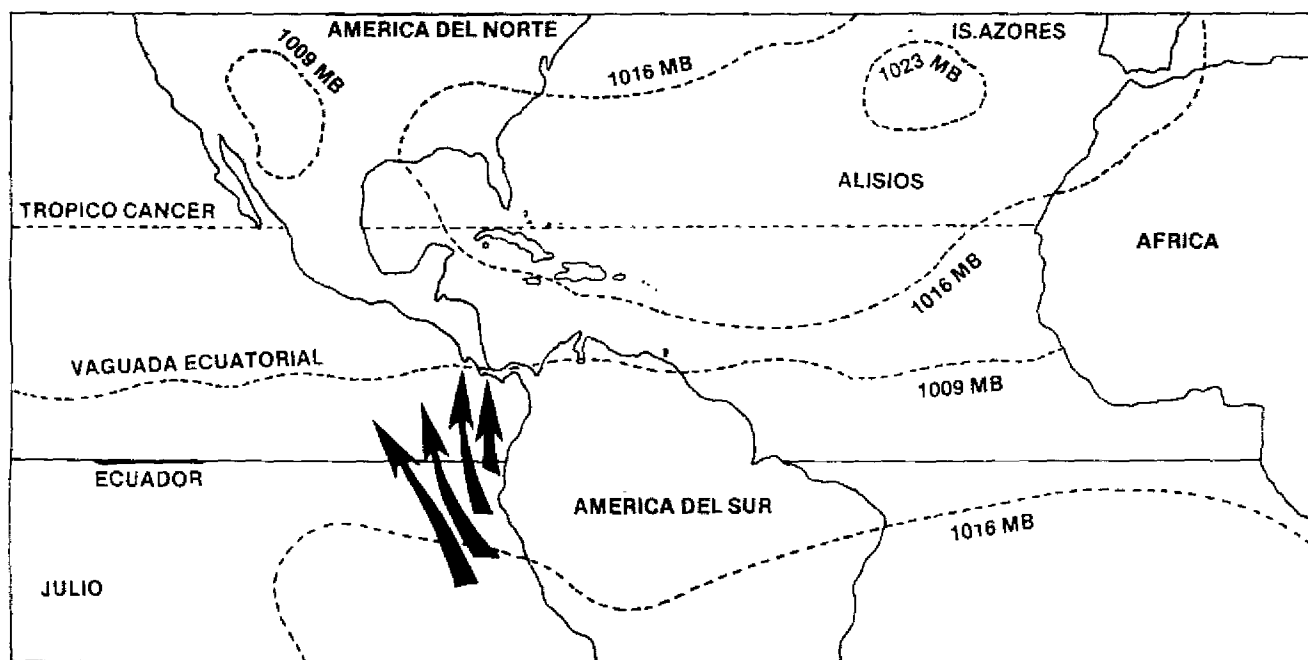 AMERICA DEL NORTE
IS.AZORES
1009 MB
1016 MB
1023 MB
ALISIOS
TROPICO CANCER
AFRICA
1016 MB
VAGUADA ECUATORIAL
1009 MB
ECUADOR
AMERICA DEL SUR
1016 MB
JULIO